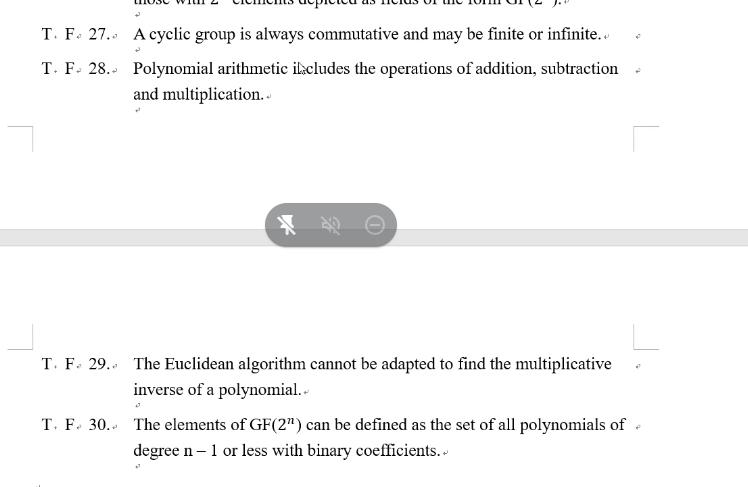 those with 2ⁿ elements depicted as fields of the form GF(2ⁿ).
T F 27. A cyclic group is always commutative and may be finite or infinite.
T F 28. Polynomial arithmetic includes the operations of addition, subtraction
and multiplication.
T F 29. The Euclidean algorithm cannot be adapted to find the multiplicative
inverse of a polynomial.
T F 30. The elements of GF(2ⁿ) can be defined as the set of all polynomials of
degree n – 1 or less with binary coefficients.